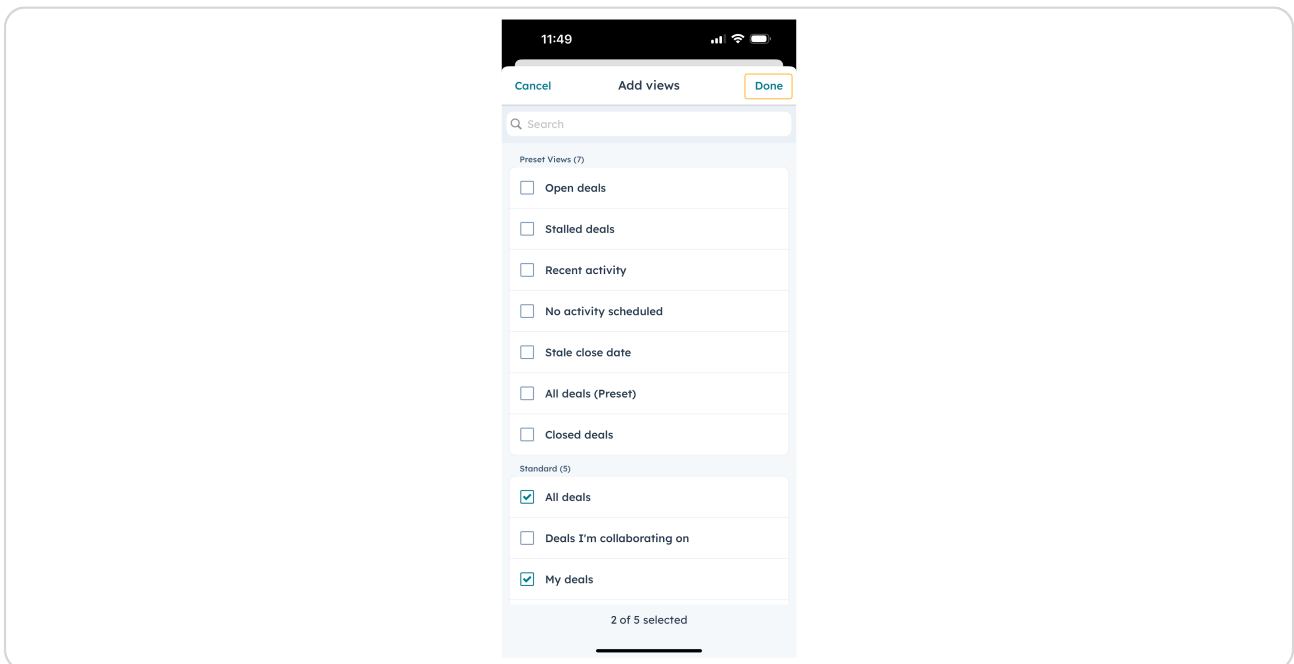 11:49
Cancel Add views Done
Search
Preset Views (7)
Open deals
Stalled deals
Recent activity
No activity scheduled
Stale close date
All deals (Preset)
Closed deals
Standard (5)
All deals
Deals I'm collaborating on
My deals
2 of 5 selected